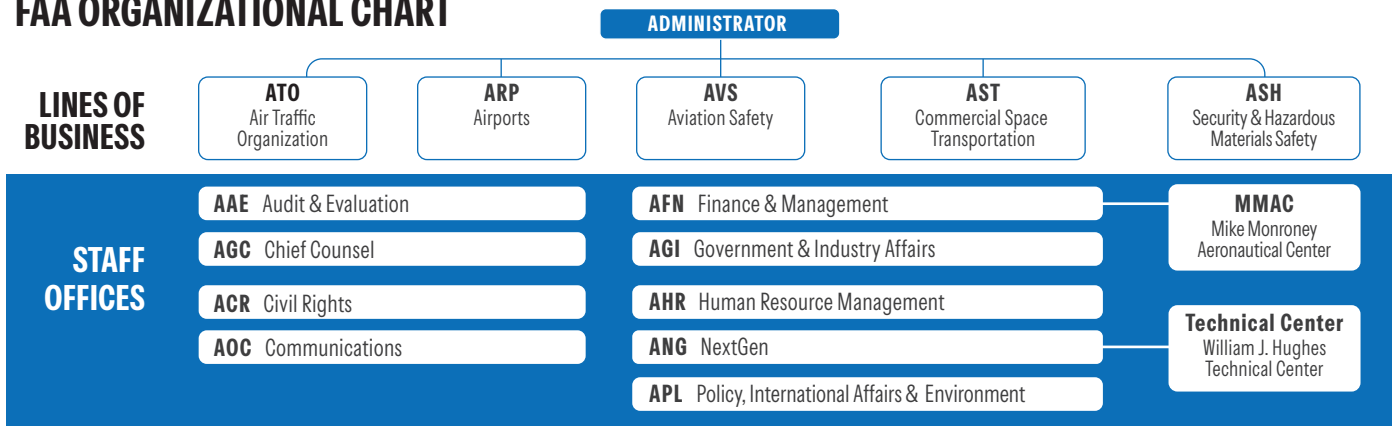 FAA ORGANIZATIONAL CHART
ADMINISTRATOR
LINES OF
BUSINESS
ATO
Air Traffic
Organization
ARP
Airports
AVS
Aviation Safety
AST
Commercial Space
Transportation
ASH
Security & Hazardous
Materials Safety
STAFF
OFFICES
AAE Audit & Evaluation
AGC Chief Counsel
ACR Civil Rights
AOC Communications
AFN Finance & Management
AGI Government & Industry Affairs
AHR Human Resource Management
ANG NextGen
APL Policy, International Affairs & Environment
MMAC
Mike Monroney
Aeronautical Center
Technical Center
William J. Hughes
Technical Center